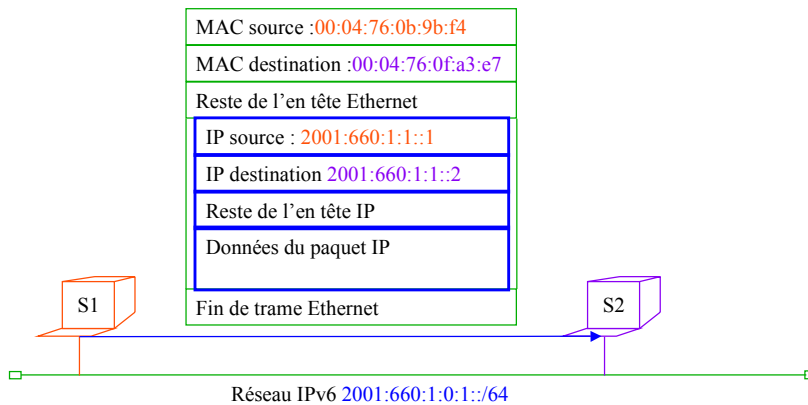 MAC source :00:04:76:0b:9b:f4
MAC destination :00:04:76:0f:a3:e7
Reste de l’en tête Ethernet
IP source : 2001:660:1:1::1
IP destination 2001:660:1:1::2
Reste de l’en tête IP
Données du paquet IP
Fin de trame Ethernet
S1
S2
Réseau IPv6 2001:660:1:0:1::/64